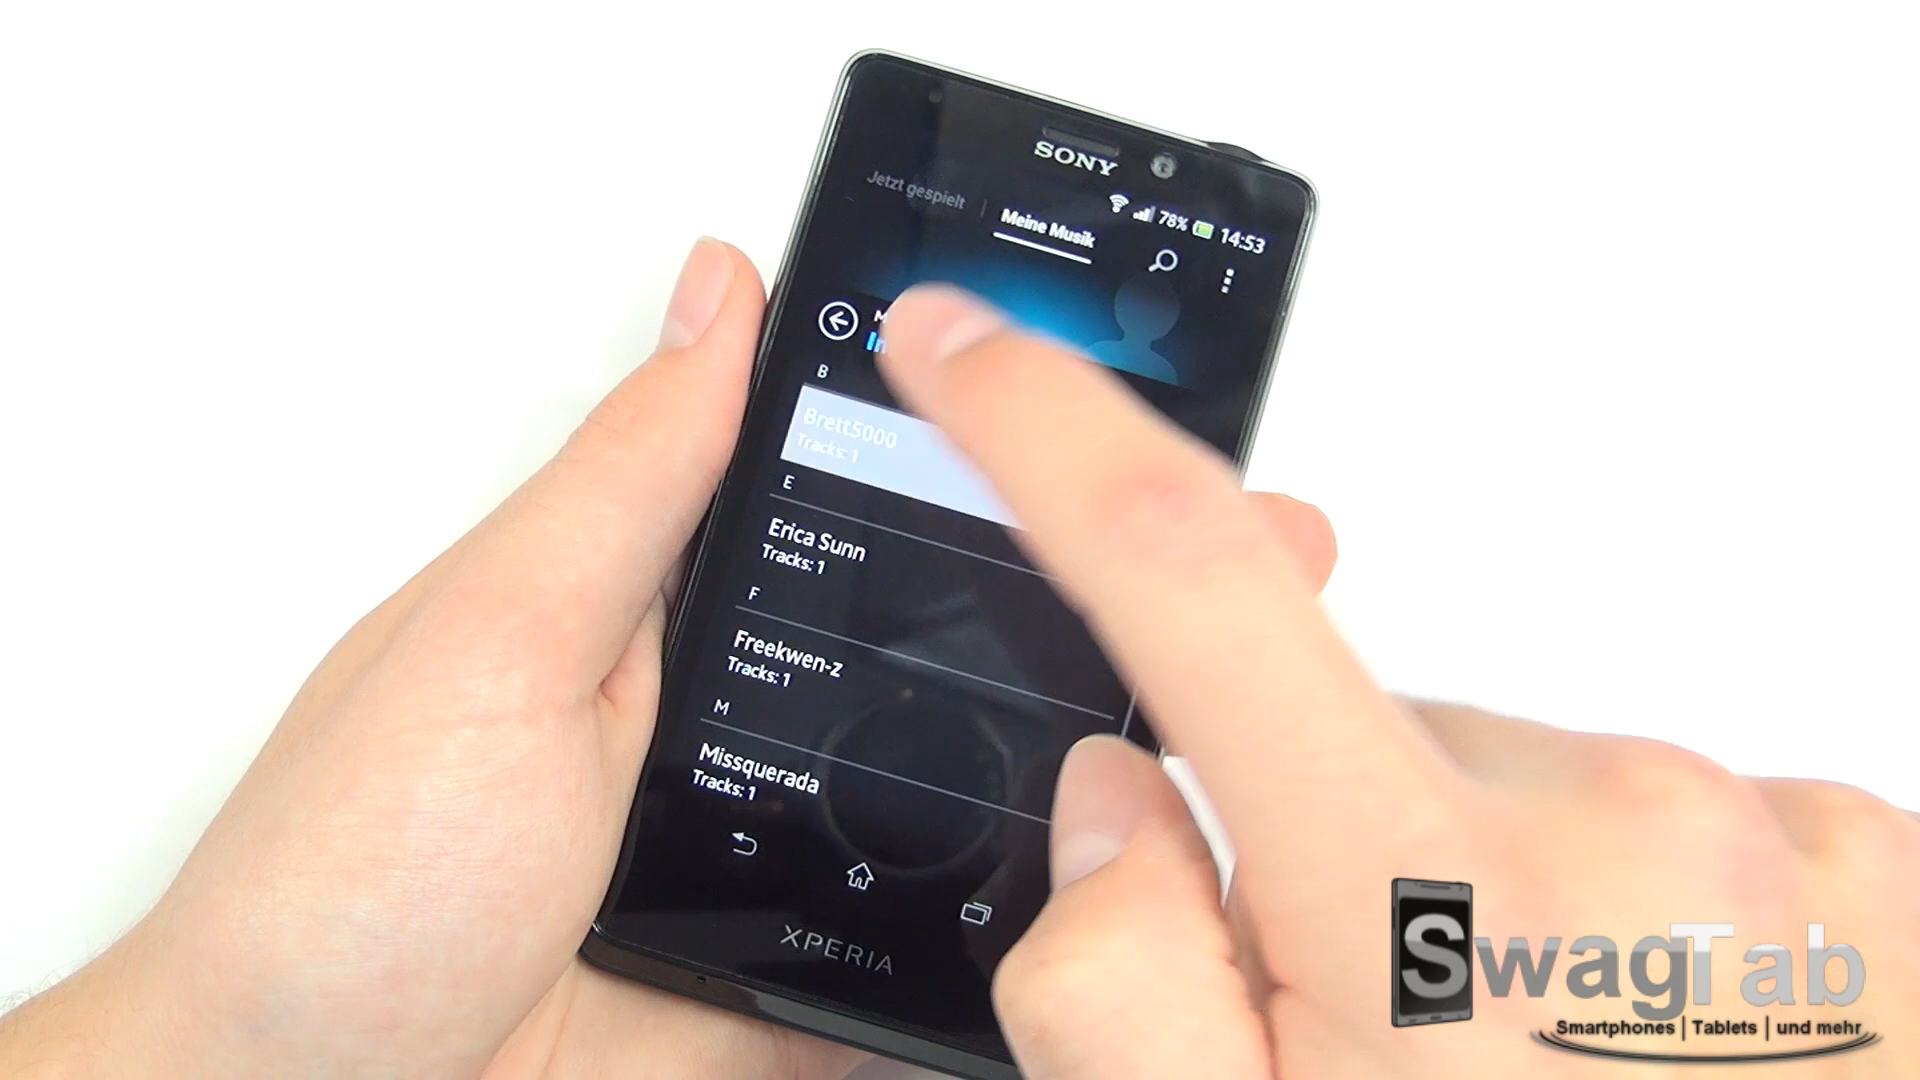 SONY
78% 14:53
Jetzt gespielt | Meine Musik
B
Brett5000
Tracks: 1
E
Erica Sunn
Tracks: 1
F
Freekwen-z
Tracks: 1
M
Missquerada
Tracks: 1
XPERIA
SwagTab
Smartphones | Tablets | und mehr